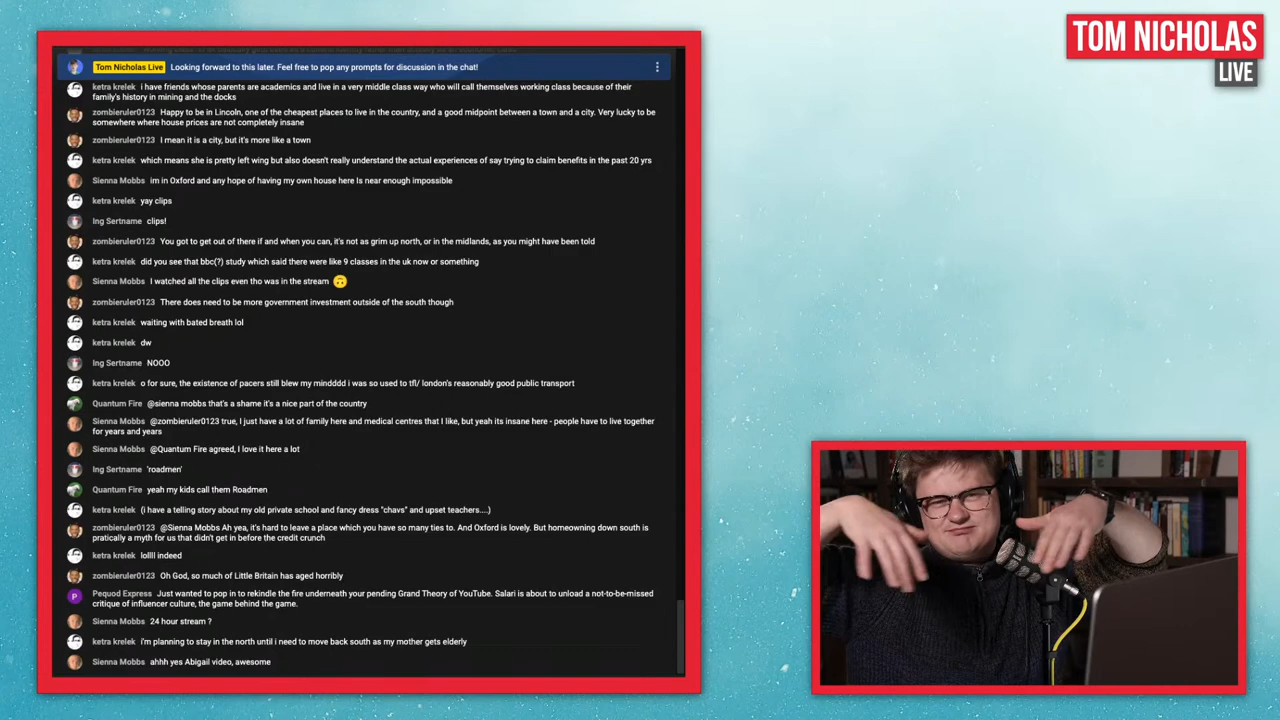 TOM NICHOLAS
LIVE
Tom Nicholas Live Looking forward to this later. Feel free to pop any prompts for discussion in the chat!
ketra krelek i have friends whose parents are academics and live in a very middle class way who will call themselves working class because of their
family's history in mining and the docks
zombieruler0123 Happy to be in Lincoln, one of the cheapest places to live in the country, and a good midpoint between a town and a city. Very lucky to be
somewhere where house prices are not completely insane
zombieruler0123 I mean it is a city, but it's more like a town
ketra krelek which means she is pretty left wing but also doesn't really understand the actual experiences of say trying to claim benefits in the past 20 yrs
Sienna Mobbs im in Oxford and any hope of having my own house here Is near enough impossible
ketra krelek yay clips
Ing Sertname clips!
zombieruler0123 You got to get out of there if and when you can, it's not as grim up north, or in the midlands, as you might have been told
ketra krelek did you see that bbc(?) study which said there were like 9 classes in the uk now or something
Sienna Mobbs I watched all the clips even tho was in the stream 🙃
zombieruler0123 There does need to be more government investment outside of the south though
ketra krelek waiting with bated breath lol
ketra krelek dw
Ing Sertname NOOO
ketra krelek o for sure, the existence of pacers still blew my mindddd i was so used to tfl/ london's reasonably good public transport
Quantum Fire @sienna mobbs that's a shame it's a nice part of the country
Sienna Mobbs @zombieruler0123 true, I just have a lot of family here and medical centres that I like, but yeah its insane here - people have to live together
for years and years
Sienna Mobbs @Quantum Fire agreed, I love it here a lot
Ing Sertname 'roadmen'
Quantum Fire yeah my kids call them Roadmen
ketra krelek (i have a telling story about my old private school and fancy dress "chavs" and upset teachers....)
zombieruler0123 @Sienna Mobbs Ah yea, it's hard to leave a place which you have so many ties to. And Oxford is lovely. But homeowning down south is
pratically a myth for us that didn't get in before the credit crunch
ketra krelek lollll indeed
zombieruler0123 Oh God, so much of Little Britain has aged horribly
P Pequod Express Just wanted to pop in to rekindle the fire underneath your pending Grand Theory of YouTube. Salari is about to unload a not-to-be-missed
critique of influencer culture, the game behind the game.
Sienna Mobbs 24 hour stream ?
ketra krelek i'm planning to stay in the north until i need to move back south as my mother gets elderly
Sienna Mobbs ahhh yes Abigail video, awesome